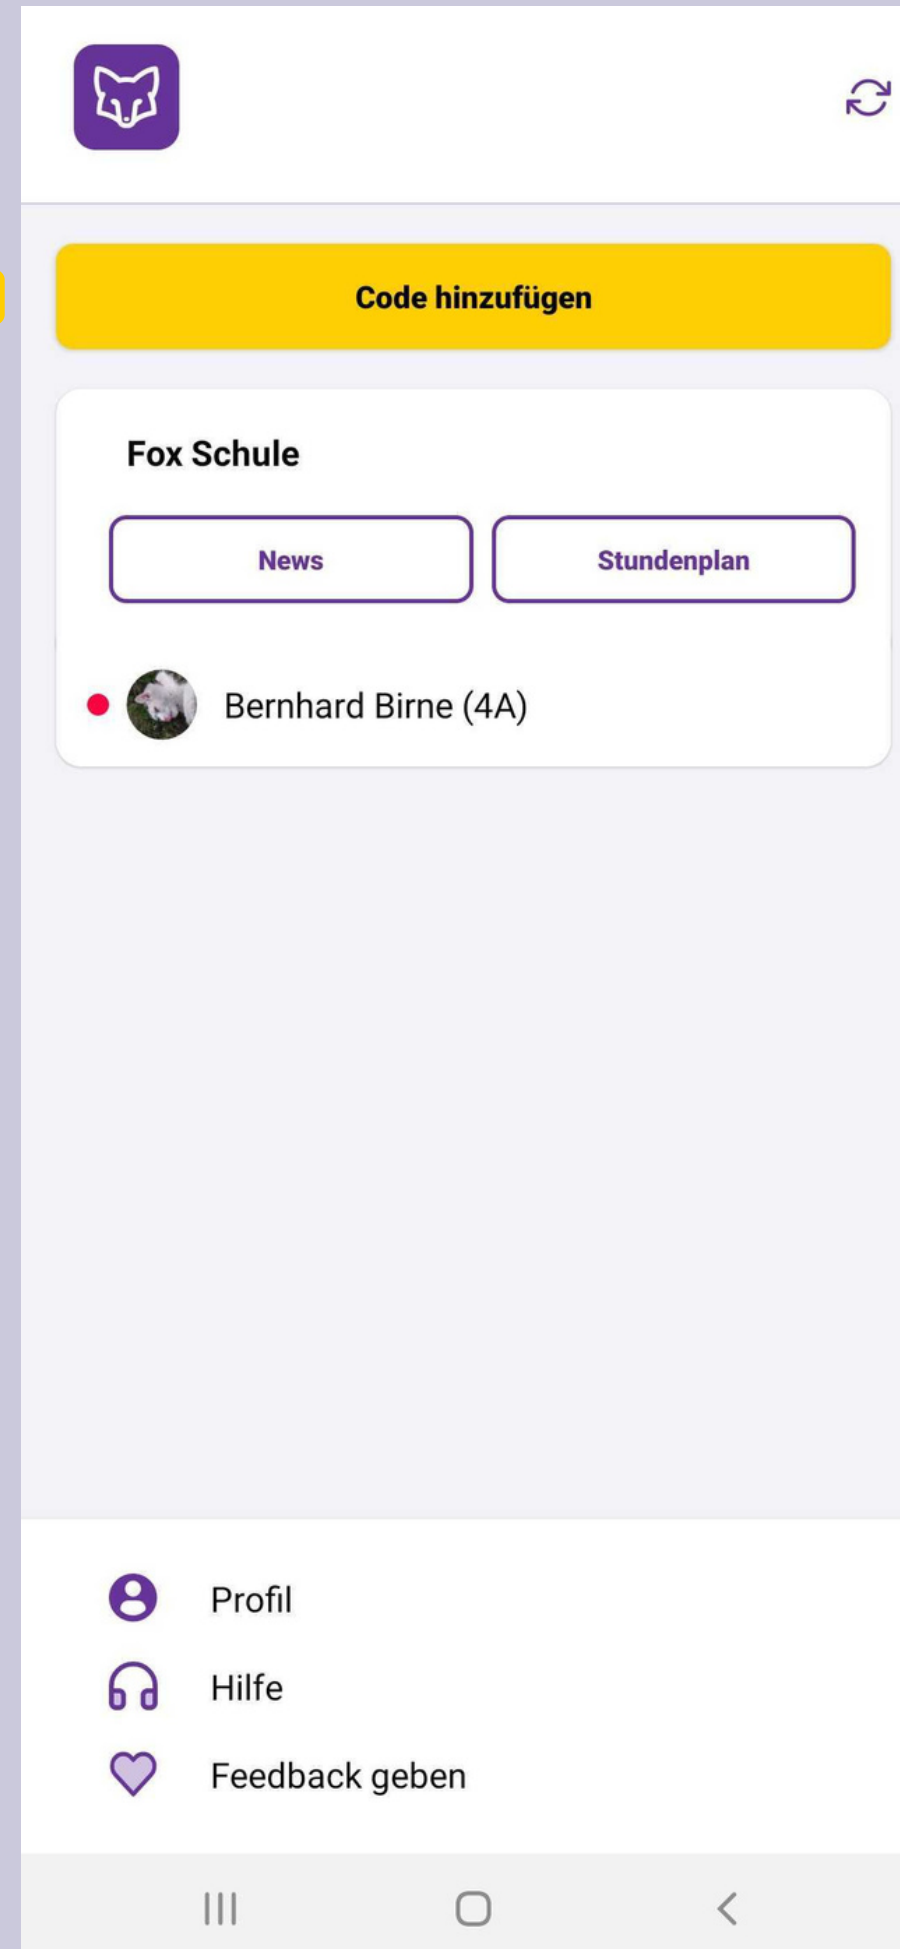 Code hinzufügen
Fox Schule
News
Stundenplan
Bernhard Birne (4A)
Profil
Hilfe
Feedback geben